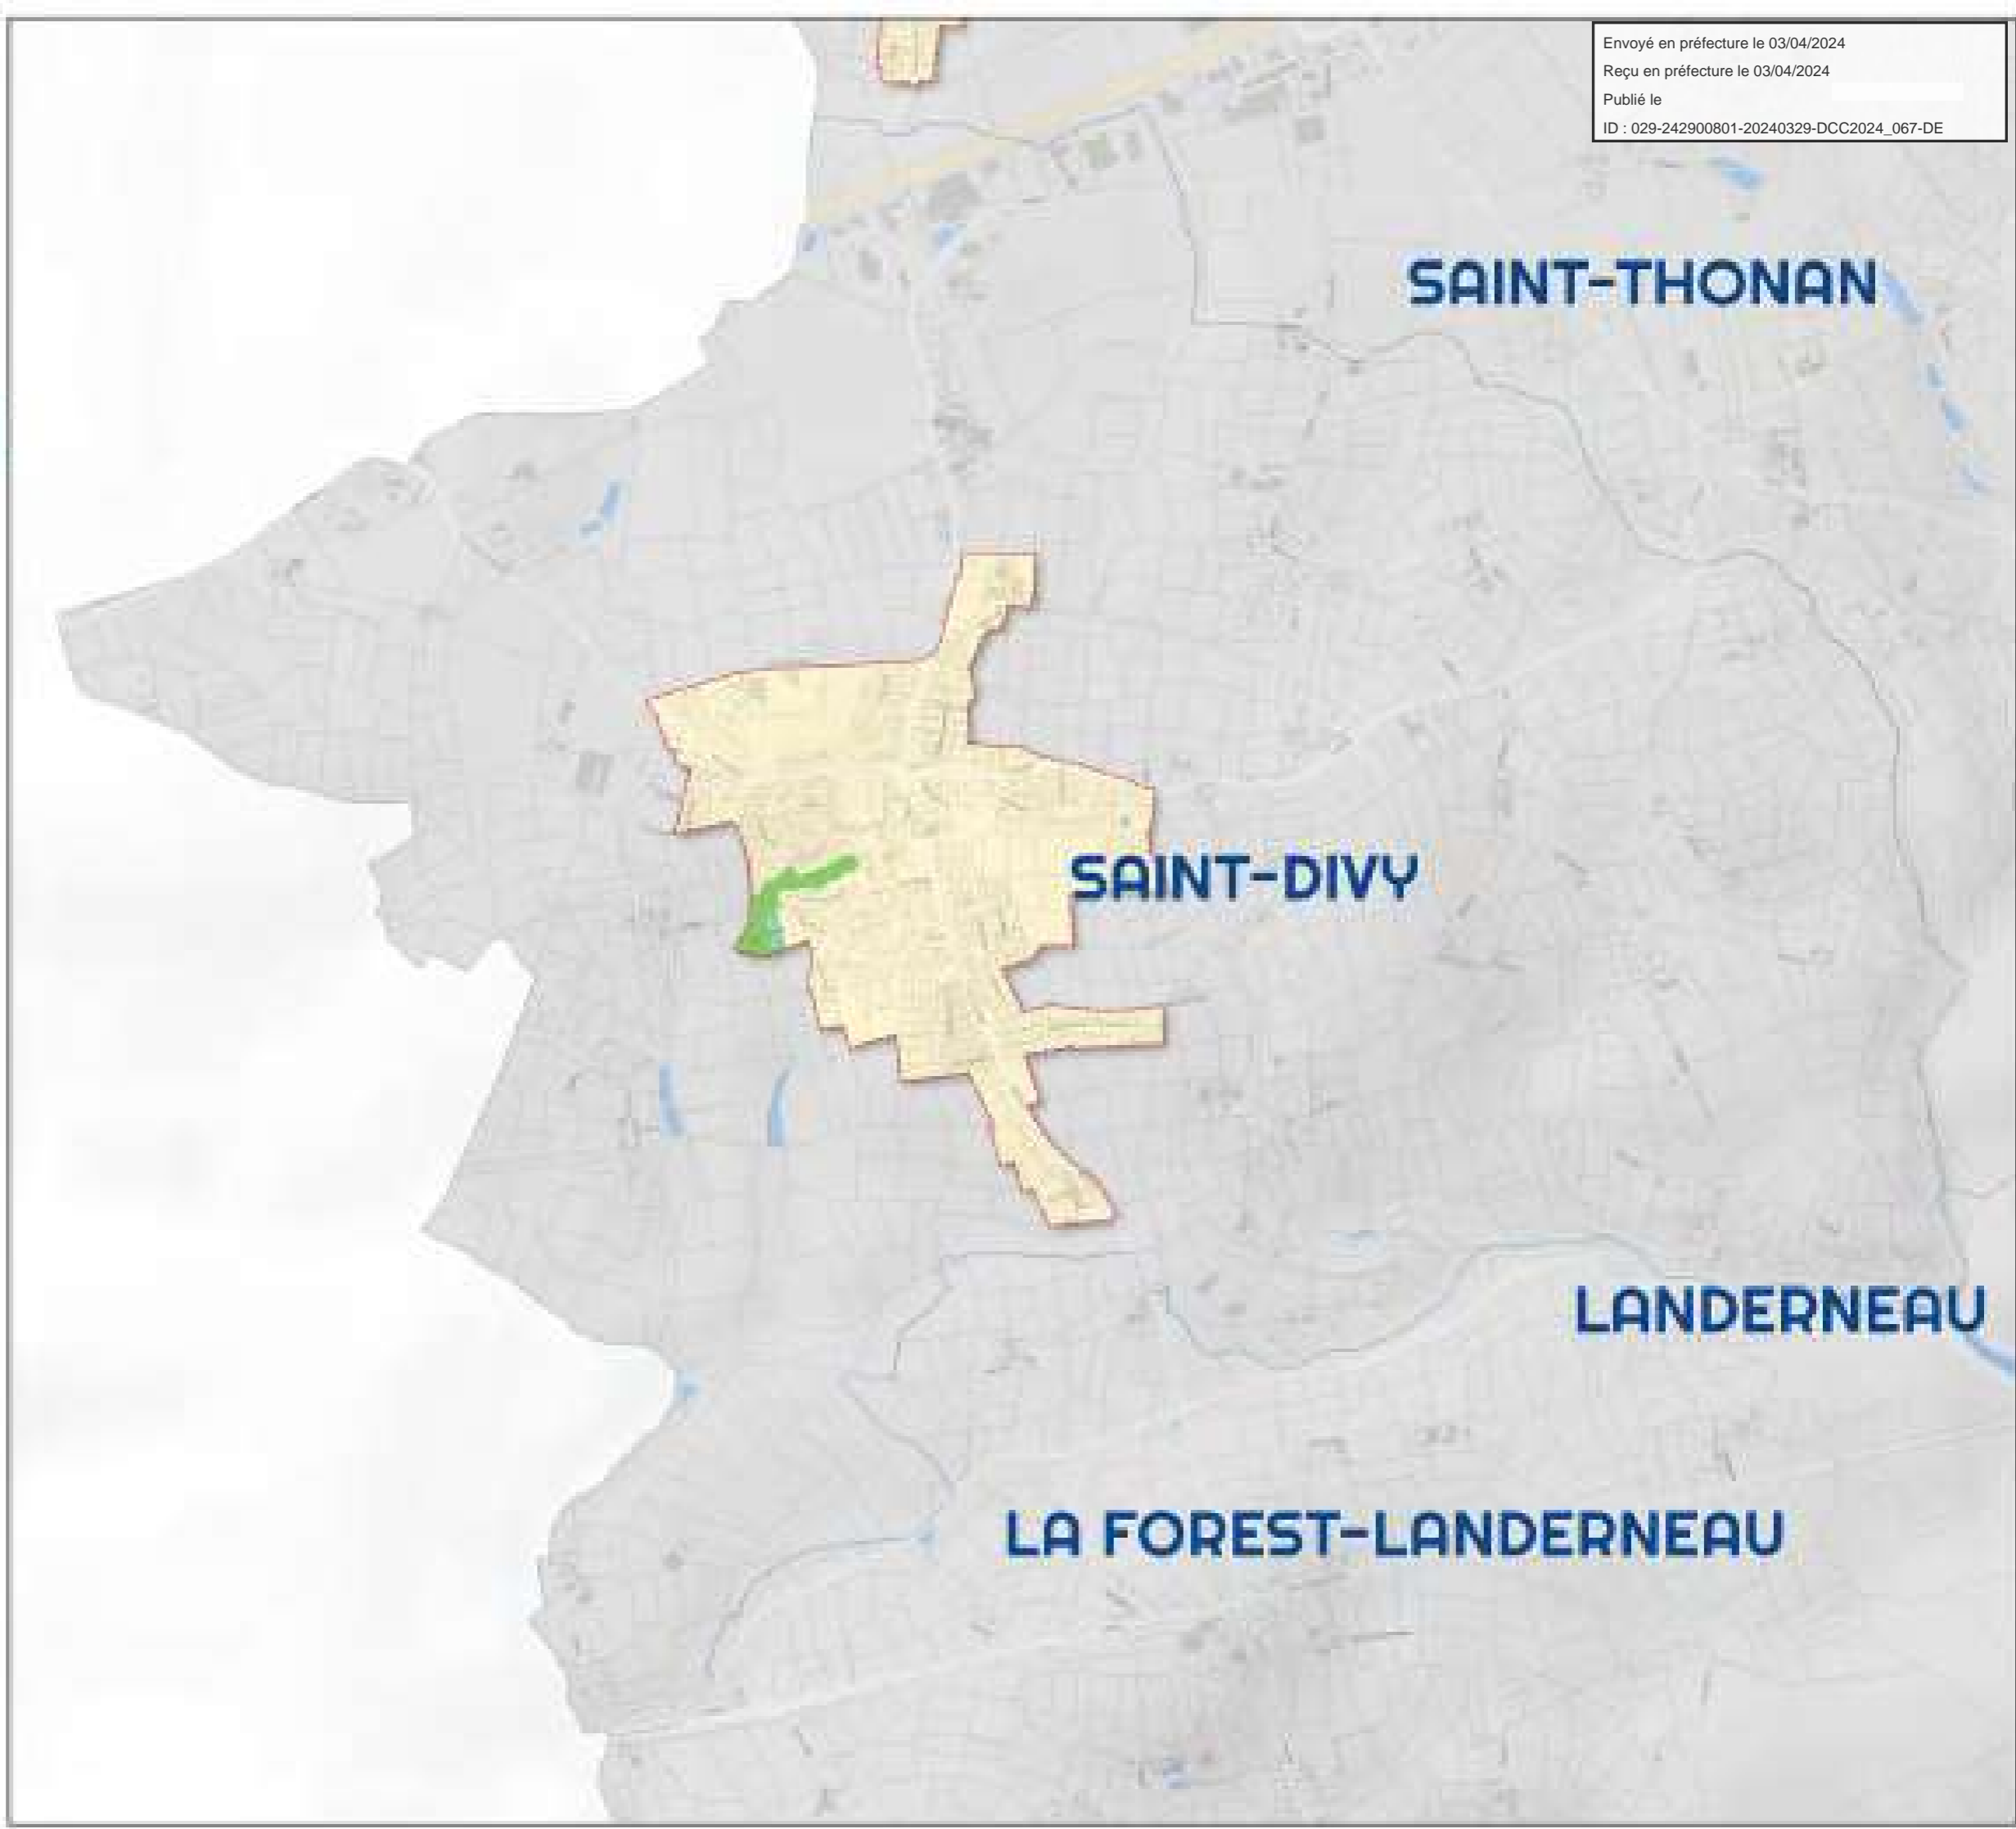 Envoyé en préfecture le 03/04/2024
Reçu en préfecture le 03/04/2024
Publié le
ID : 029-242900801-20240329-DCC2024_067-DE
SAINT-THONAN
SAINT-DIVY
LANDERNEAU
LA FOREST-LANDERNEAU